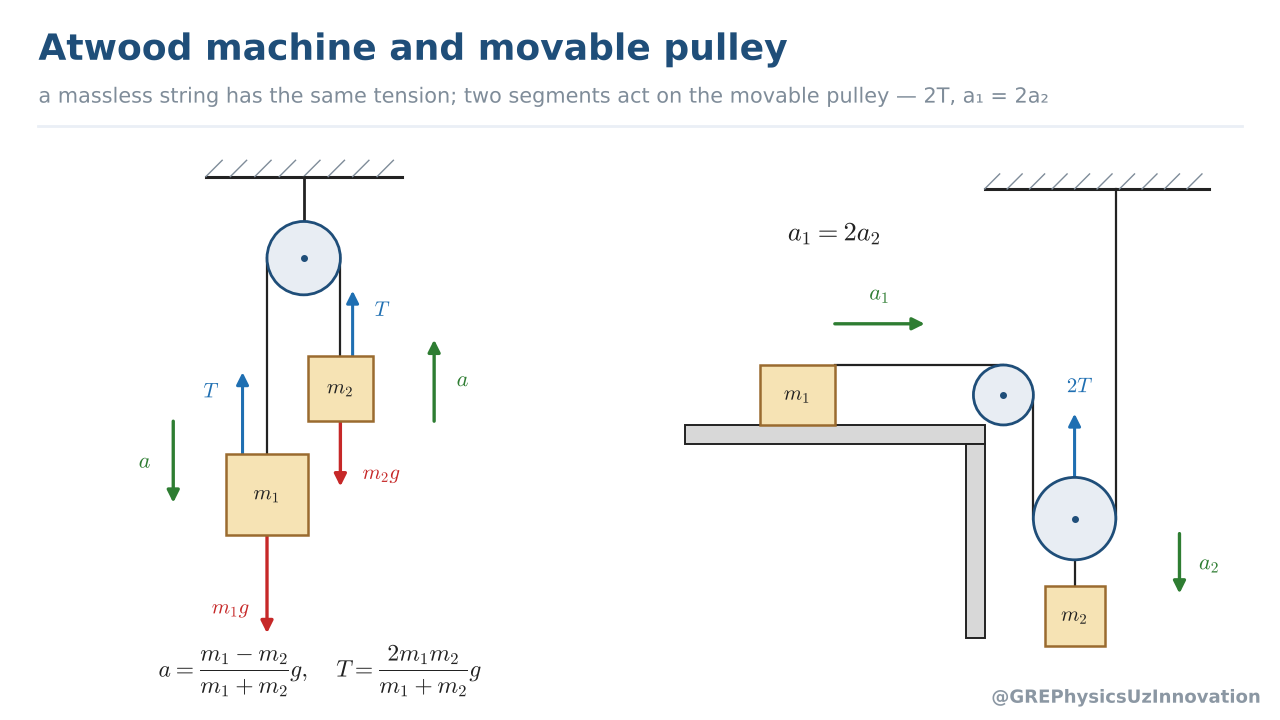 Atwood machine and movable pulley
a massless string has the same tension; two segments act on the movable pulley — 2T, a₁ = 2a₂
a₁ = 2a₂
a₁
T
2T
a
T
m₂
m₁
a
m₂g
m₁
a₂
m₁g
m₂
a = \frac{m₁ − m₂}{m₁ + m₂}g, T = \frac{2m₁m₂}{m₁ + m₂}g
@GREPhysicsUzInnovation